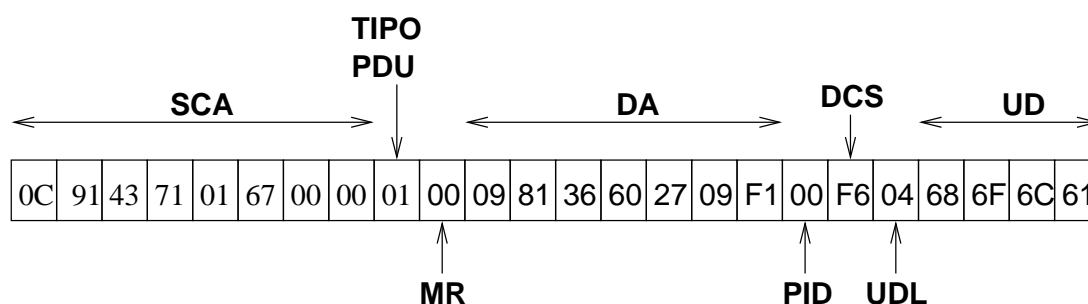 TIPO
PDU
SCA
DA
DCS
UD
0C 91 43 71 01 67 00 00 01 00 09 81 36 60 27 09 F1 00 F6 04 68 6F 6C 61
MR
PID
UDL